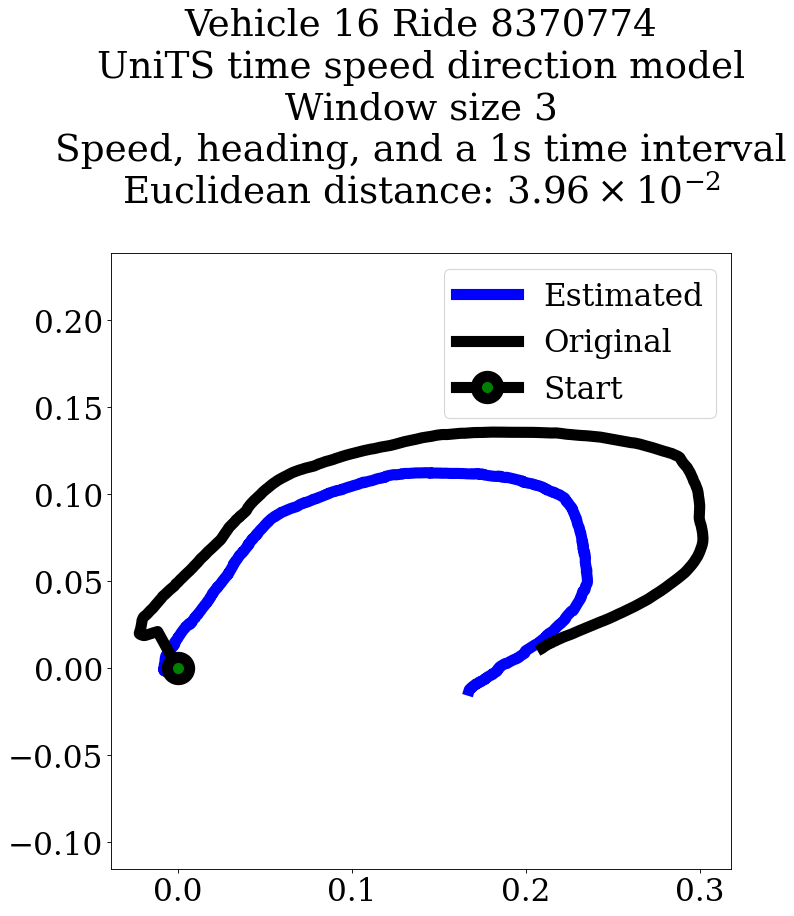 Vehicle 16 Ride 8370774
UniTS time speed direction model
Window size 3
Speed, heading, and a 1s time interval
Euclidean distance: 3.96 × 10⁻²
Estimated
Original
Start
0.20
0.15
0.10
0.05
0.00
−0.05
−0.10
0.0 0.1 0.2 0.3